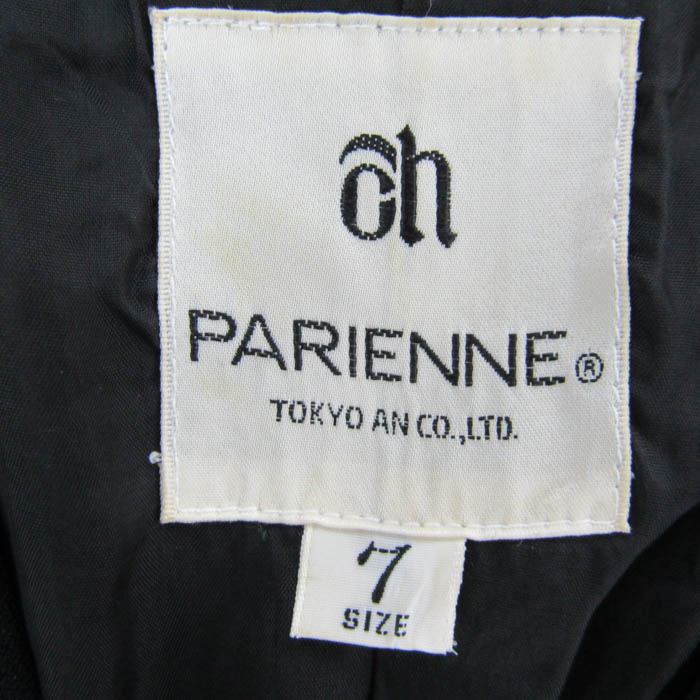 ch
PARIENNE®
TOKYO AN CO.,LTD.
7
SIZE